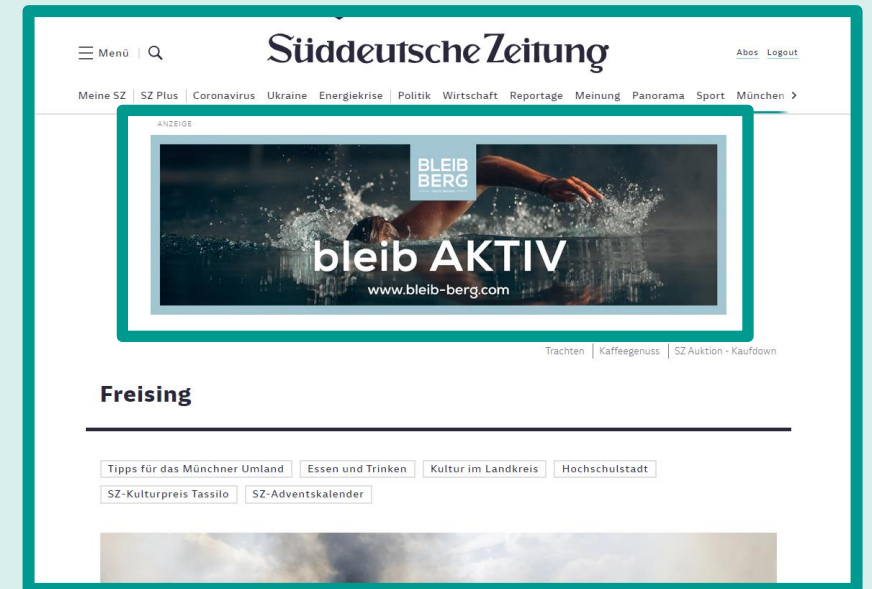 Menü
Süddeutsche Zeitung
Abos Logout
Meine SZ SZ Plus Coronavirus Ukraine Energiekrise Politik Wirtschaft Reportage Meinung Panorama Sport München
ANZEIGE
BLEIB
BERG
bleib AKTIV
www.bleib-berg.com
Trachten Kaffeegenuss SZ Auktion - Kaufdown
Freising
Tipps für das Münchner Umland Essen und Trinken Kultur im Landkreis Hochschulstadt
SZ-Kulturpreis Tassilo SZ-Adventskalender